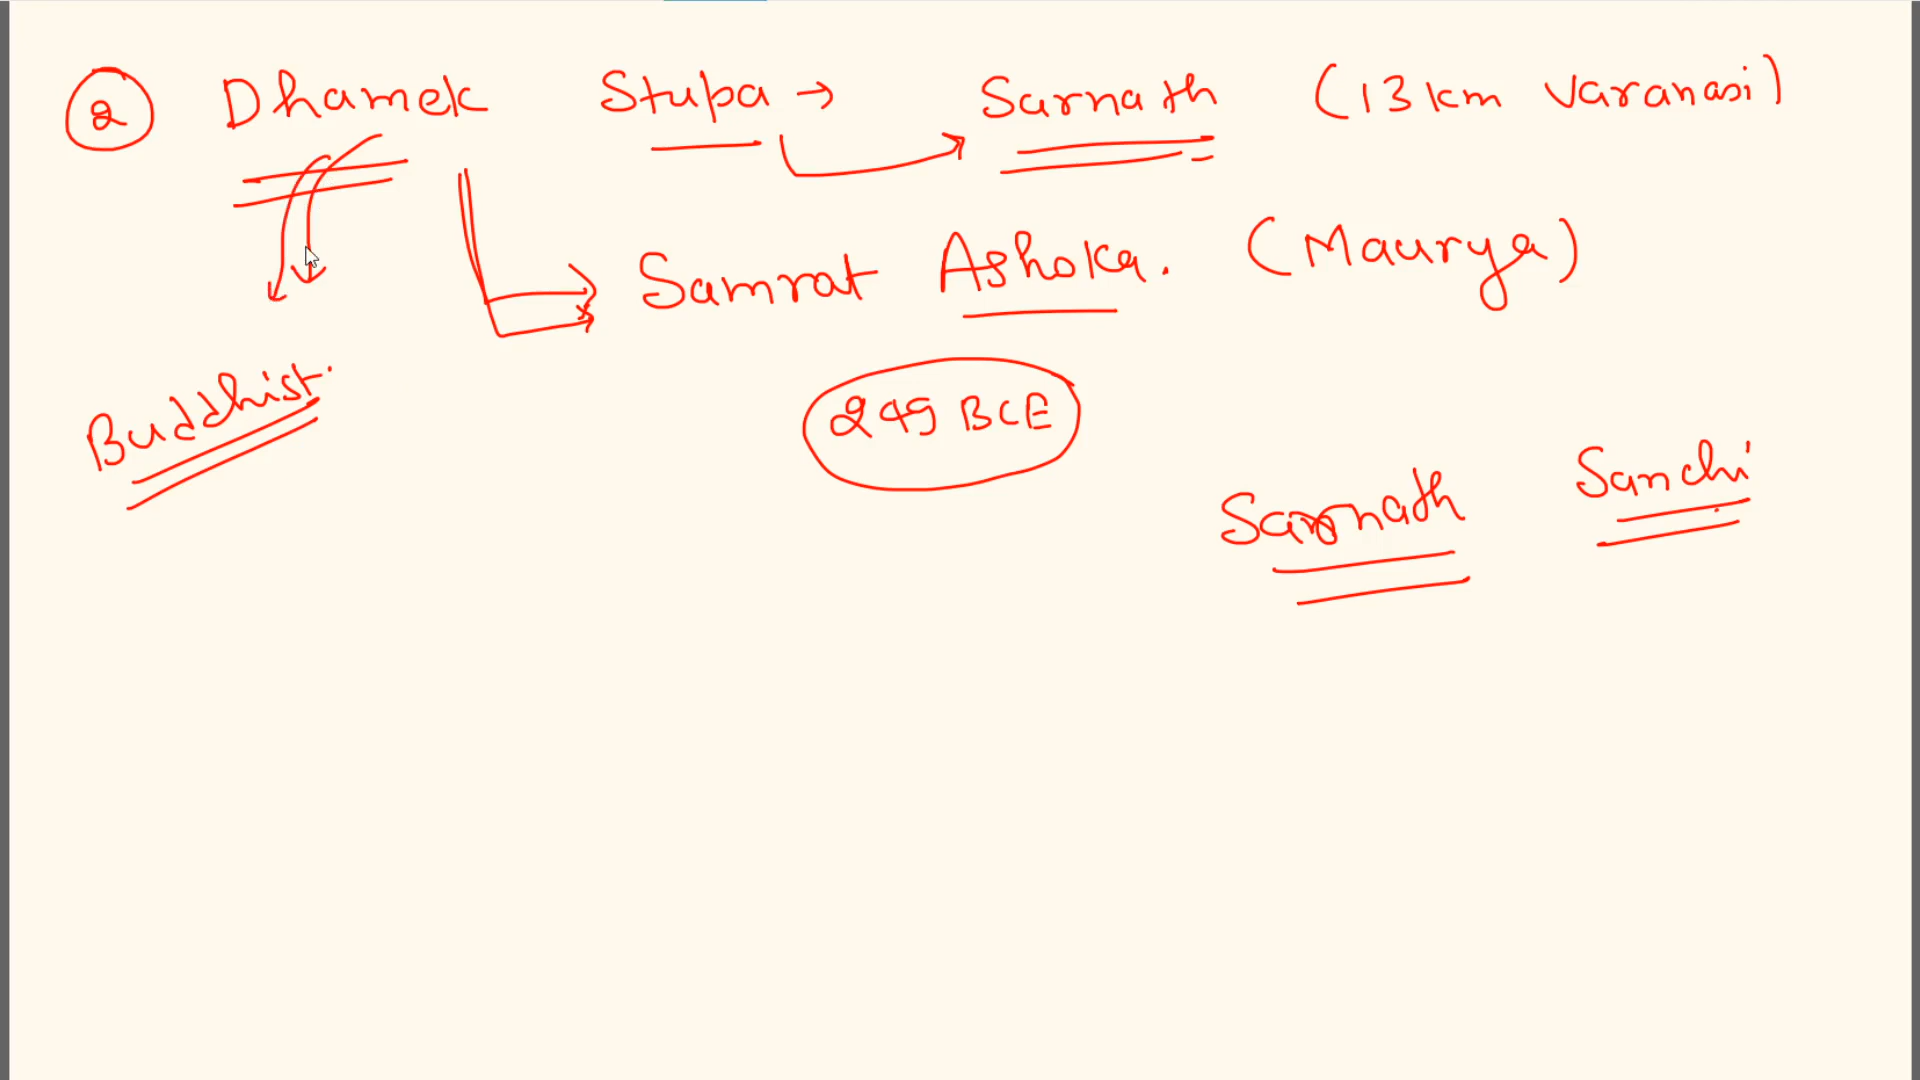 2 Dhamek Stupa → Sarnath (13 km Varanasi)
Samrat Ashoka. (Maurya)
Buddhist.
249 BCE
Sarnath Sanchi